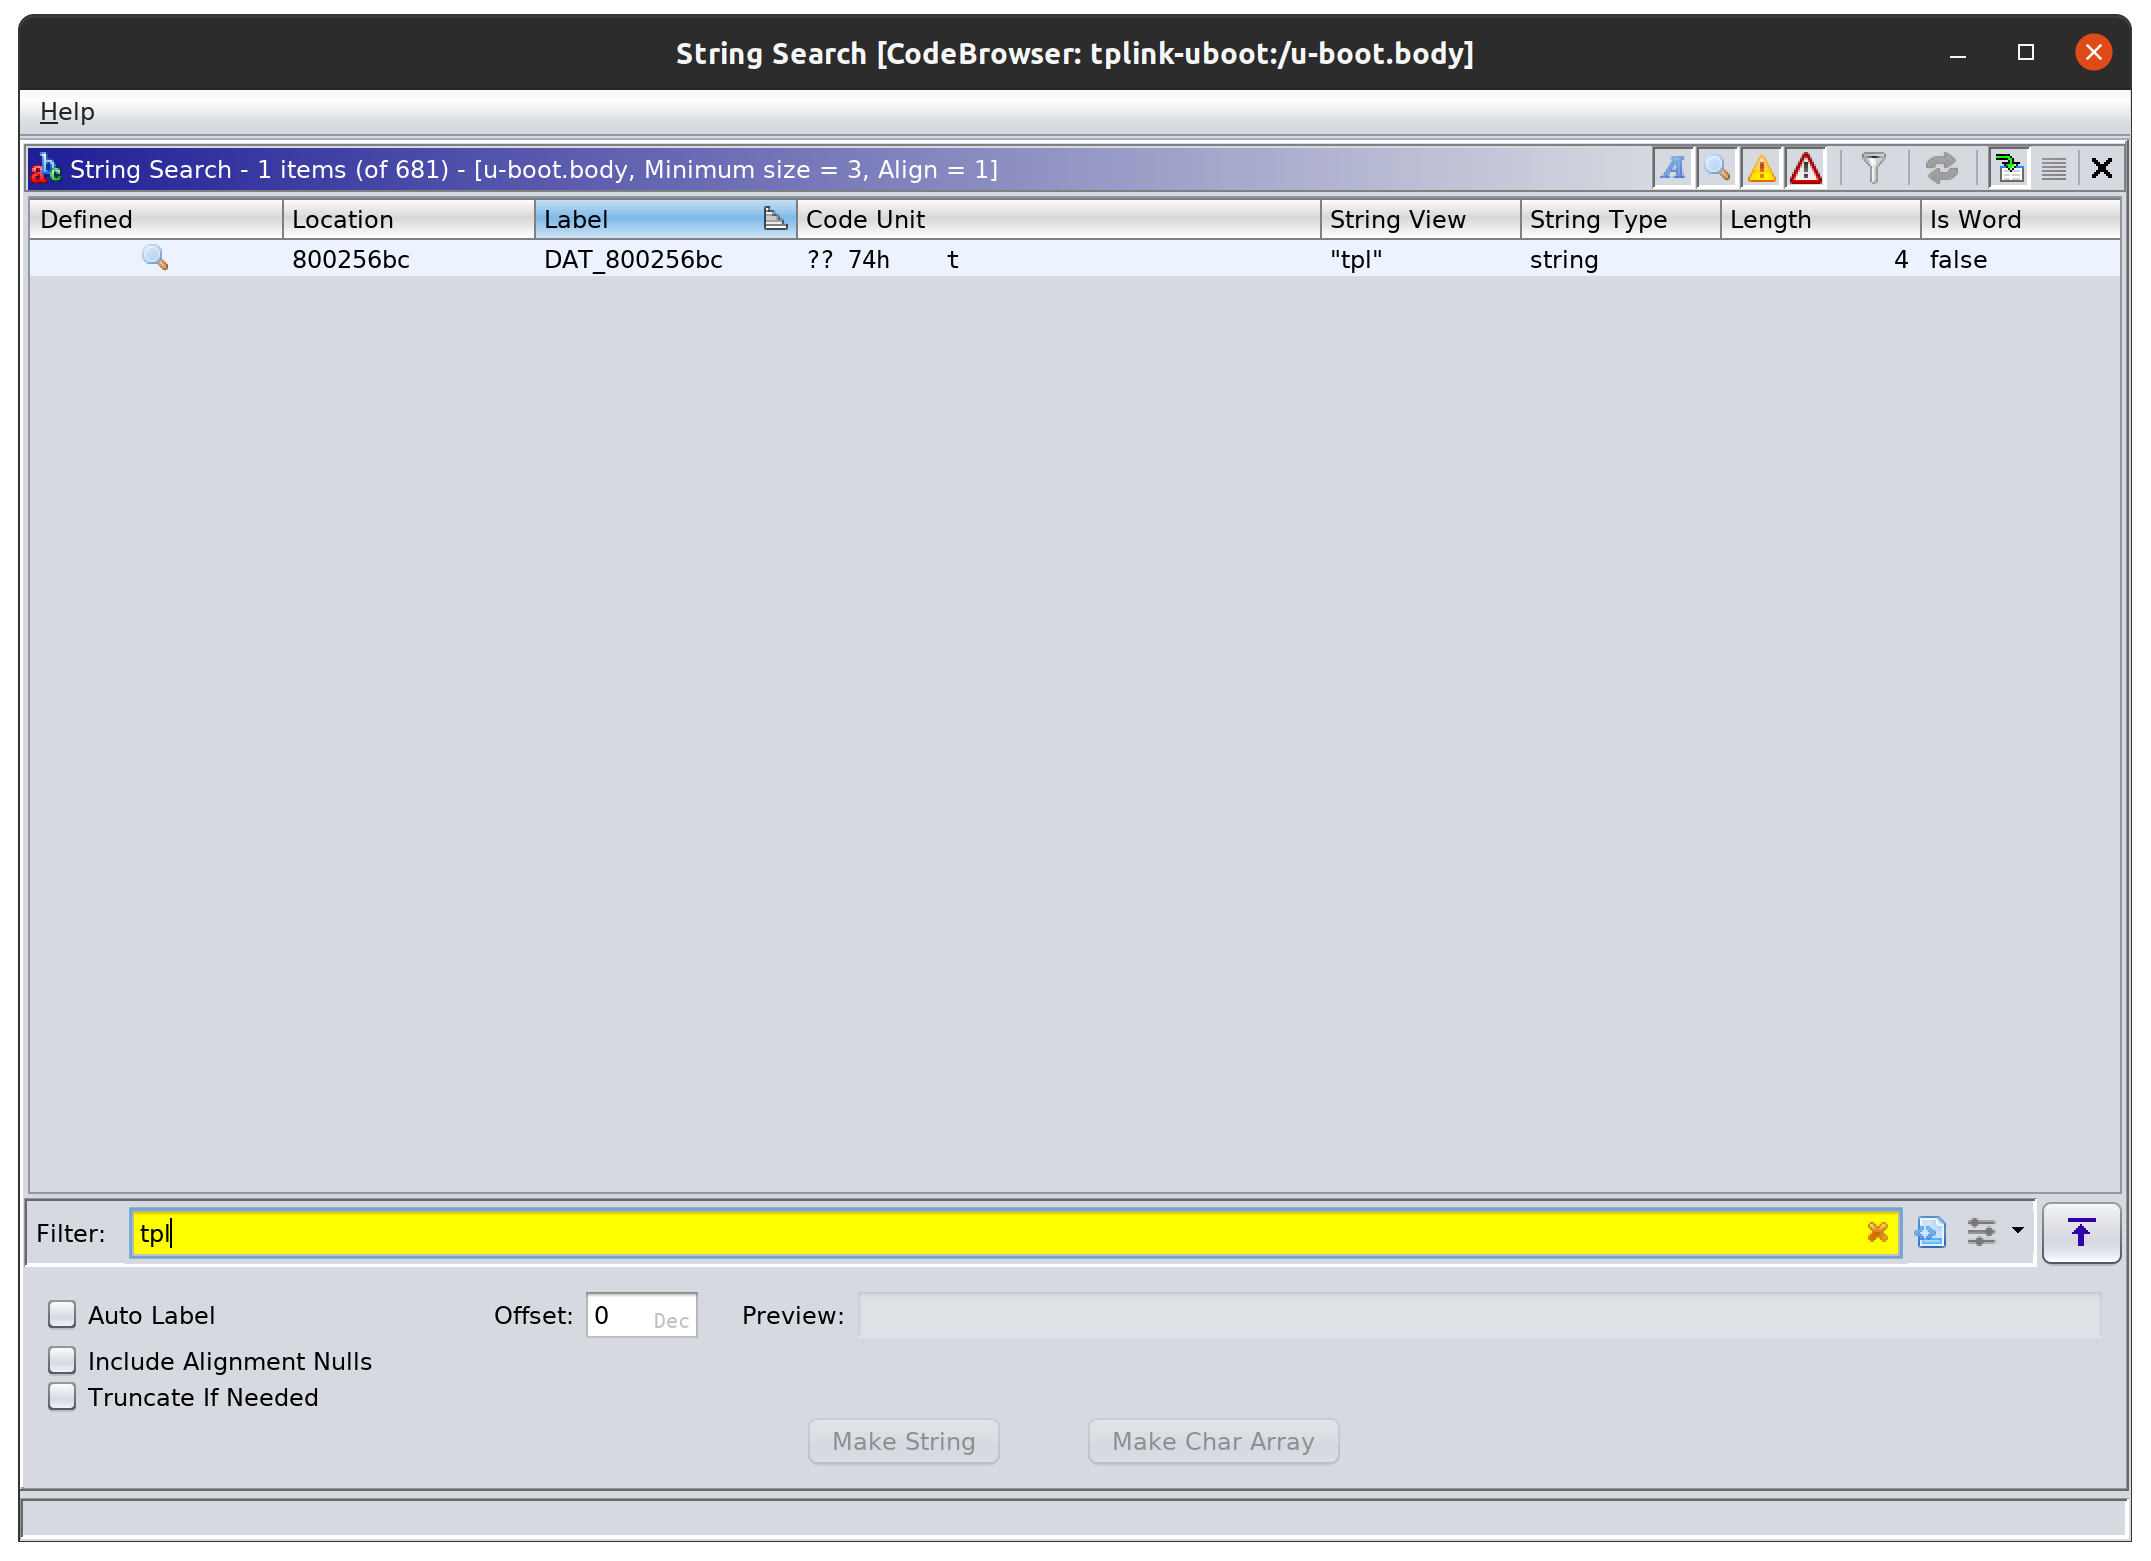 String Search [CodeBrowser: tplink-uboot:/u-boot.body]
Help
String Search - 1 items (of 681) - [u-boot.body, Minimum size = 3, Align = 1]
Defined Location Label Code Unit String View String Type Length Is Word
800256bc DAT_800256bc ?? 74h t "tpl" string 4 false
Filter: tpl
Auto Label Offset: 0 Dec Preview:
Include Alignment Nulls
Truncate If Needed
Make String Make Char Array